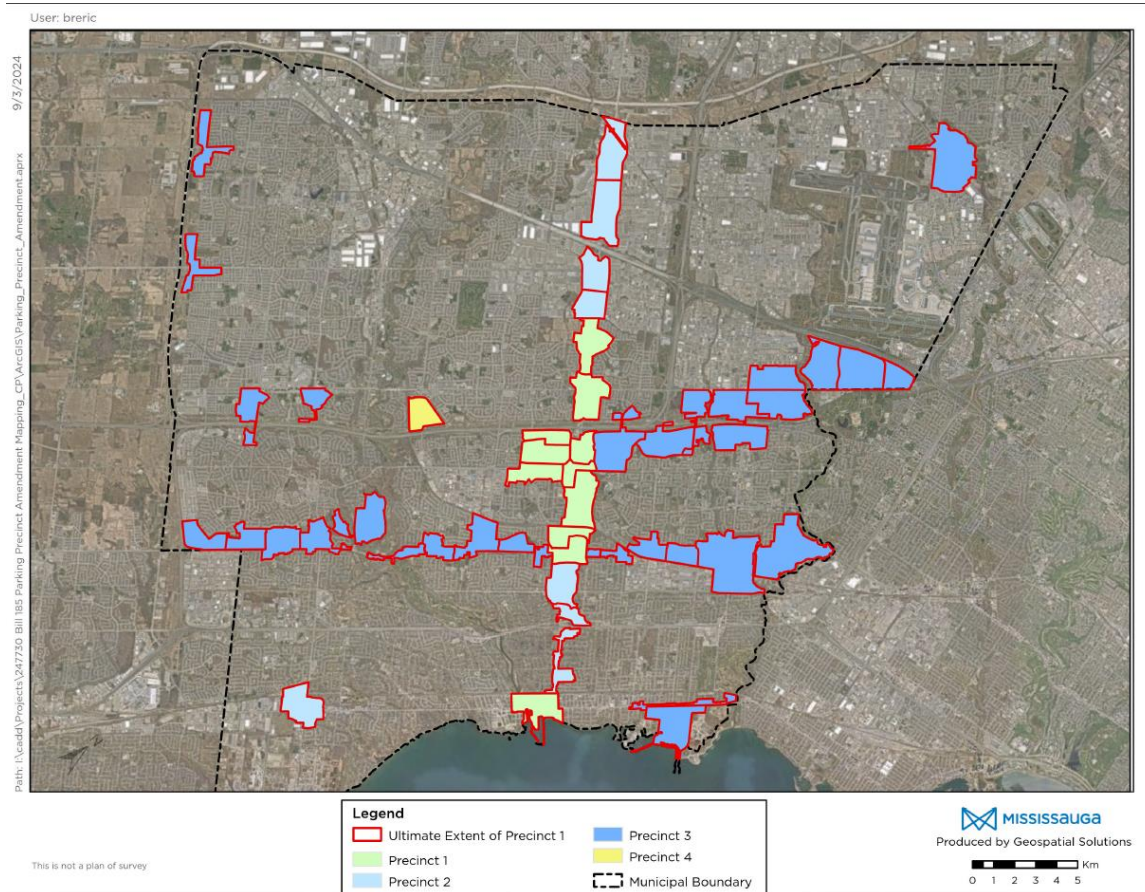 User: breric
9/3/2024
Path: I:\cadd\Projects\247730 Bill 185 Parking Precinct Amendment Mapping_CP\ArcGIS\Parking_Precinct_Amendment.aprx
Legend
Ultimate Extent of Precinct 1
Precinct 1
Precinct 2
Precinct 3
Precinct 4
Municipal Boundary
MISSISSAUGA
Produced by Geospatial Solutions
Km
0 1 2 3 4 5
This is not a plan of survey